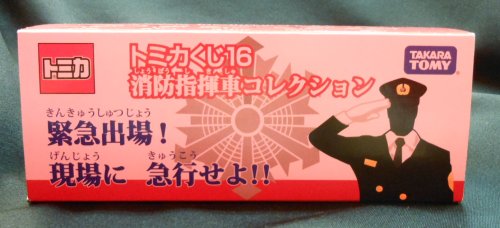 トミカ
トミカくじ16
しょうぼうしきしゃ
消防指揮車コレクション
TAKARA
TOMY
きんきゅうしゅつじょう
緊急出場!
げんじょう きゅうこう
現場に 急行せよ!!